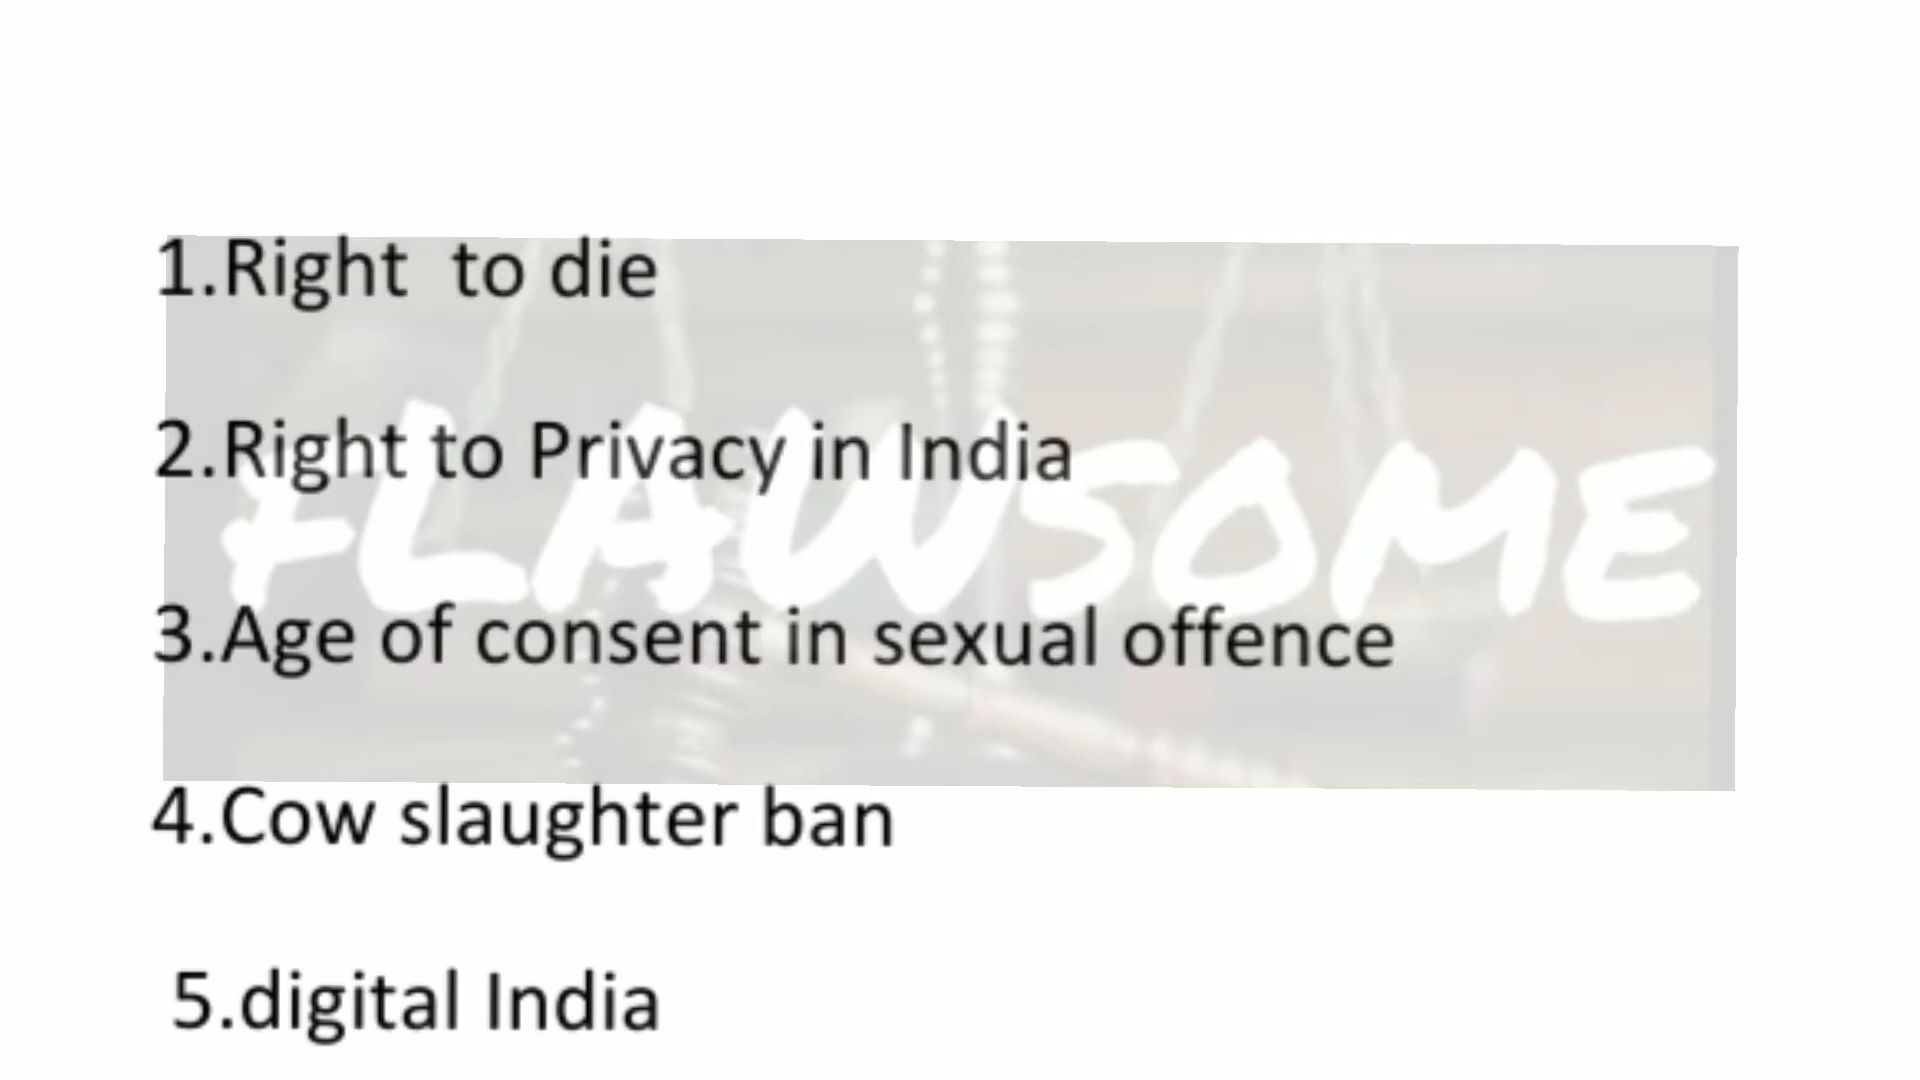 1.Right  to die
2.Right to Privacy in India
FLAWSOME
3.Age of consent in sexual offence
4.Cow slaughter ban
5.digital India